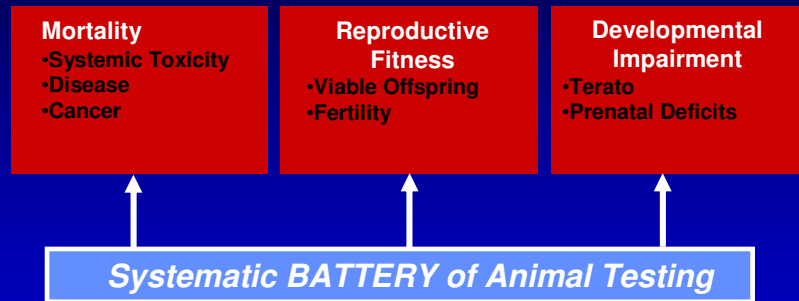 Mortality
•Systemic Toxicity
•Disease
•Cancer
Reproductive
Fitness
•Viable Offspring
•Fertility
Developmental
Impairment
•Terato
•Prenatal Deficits
Systematic BATTERY of Animal Testing